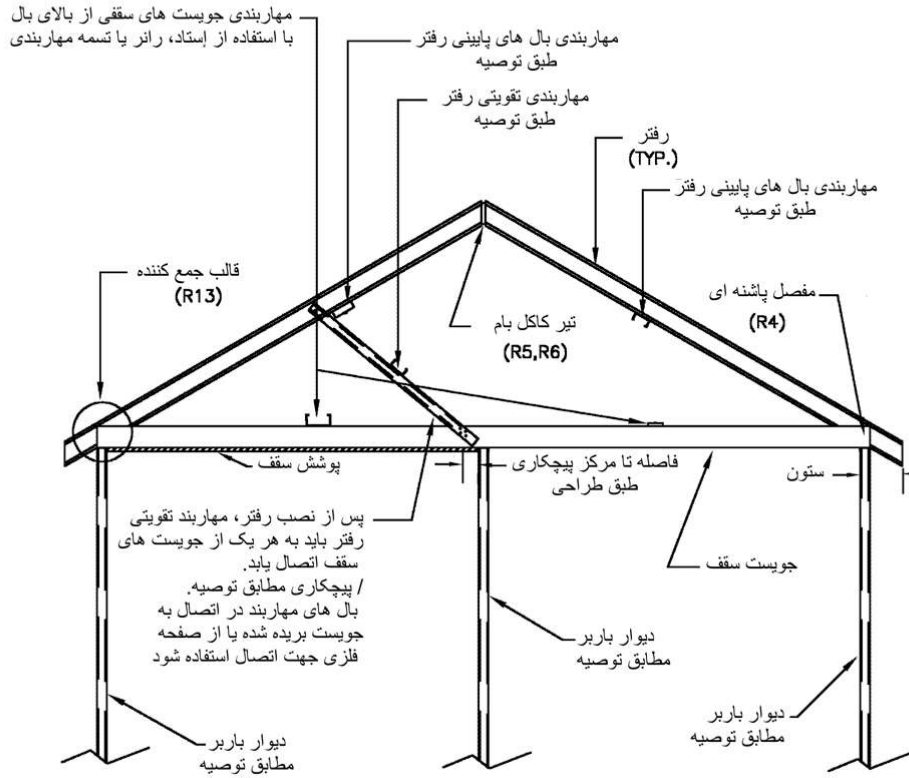 مهاربندی جویست های سقفی از بالای بال
با استفاده از إستاد، رانر یا تسمه مهاربندی
مهاربندی بال های پایینی رفتر
طبق توصیه
مهاربندی تقویتی رفتر
طبق توصیه
رفتر
(TYP.)
مهاربندی بال های پایینی رفتر
طبق توصیه
قالب جمع کننده
(R13)
تیر کاکل بام
(R5,R6)
مفصل پاشنه ای
(R4)
پوشش سقف
فاصله تا مرکز پیچکاری
طبق طراحی
ستون
پس از نصب رفتر، مهاربند تقویتی
رفتر باید به هر یک از جویست های
سقف اتصال یابد.
/ پیچکاری مطابق توصیه.
بال های مهاربند در اتصال به
جویست بریده شده یا از صفحه
فلزی جهت اتصال استفاده شود
جویست سقف
دیوار باربر
مطابق توصیه
دیوار باربر
مطابق توصیه
دیوار باربر
مطابق توصیه